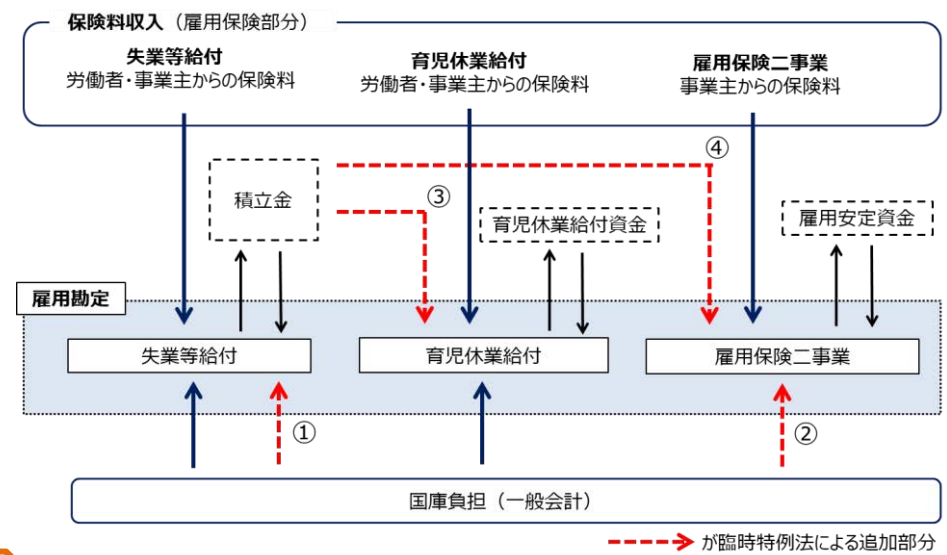 保険料収入（雇用保険部分）
失業等給付
労働者・事業主からの保険料
育児休業給付
労働者・事業主からの保険料
雇用保険二事業
事業主からの保険料
④
積立金
③
育児休業給付資金
雇用安定資金
雇用勘定
失業等給付
育児休業給付
雇用保険二事業
①
②
国庫負担（一般会計）
が臨時特例法による追加部分